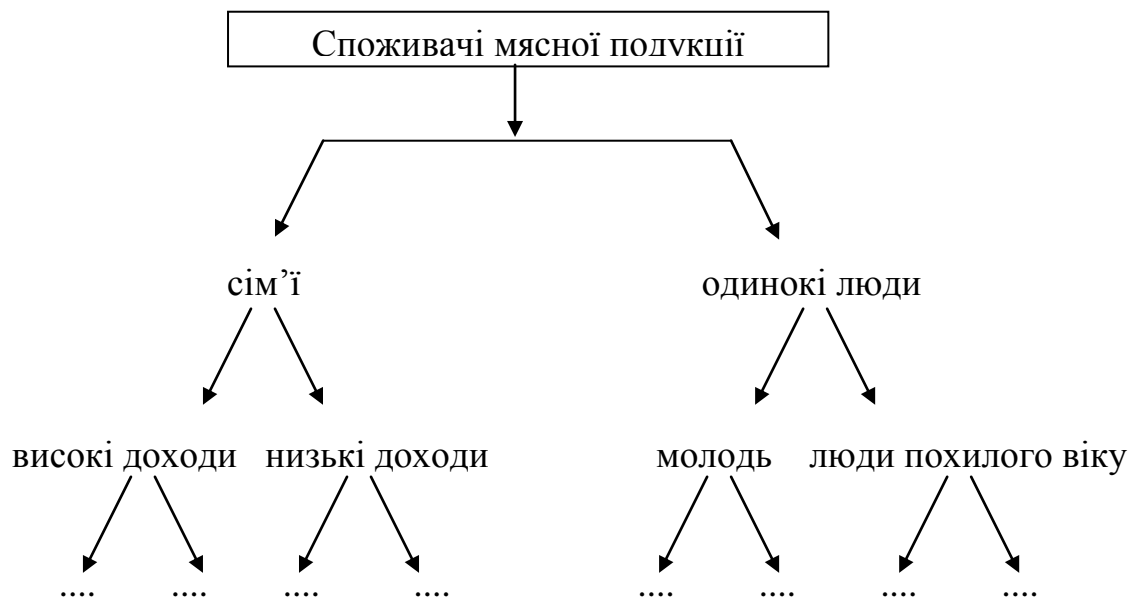 Споживачі мясної подукції
сім’ї одинокі люди
високі доходи низькі доходи молодь люди похилого віку
.... .... .... .... .... .... .... ....